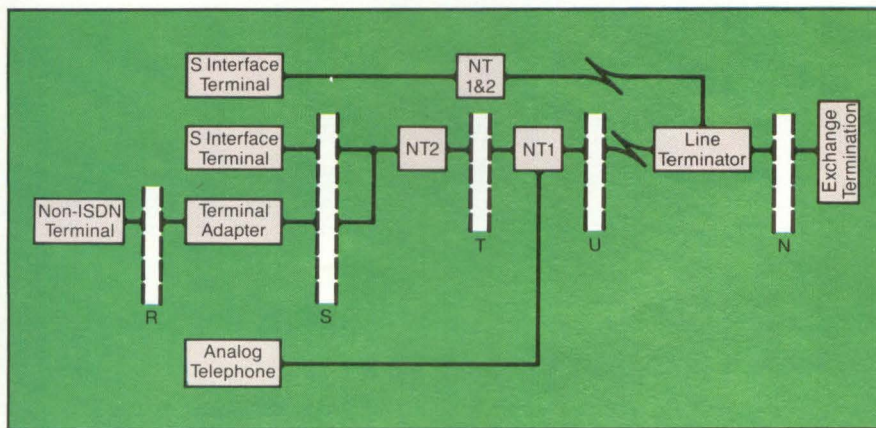 S Interface
Terminal
NT
1&2
S Interface
Terminal
NT2
NT1
Line
Terminator
Exchange
Termination
Non-ISDN
Terminal
Terminal
Adapter
T
U
N
R
S
Analog
Telephone